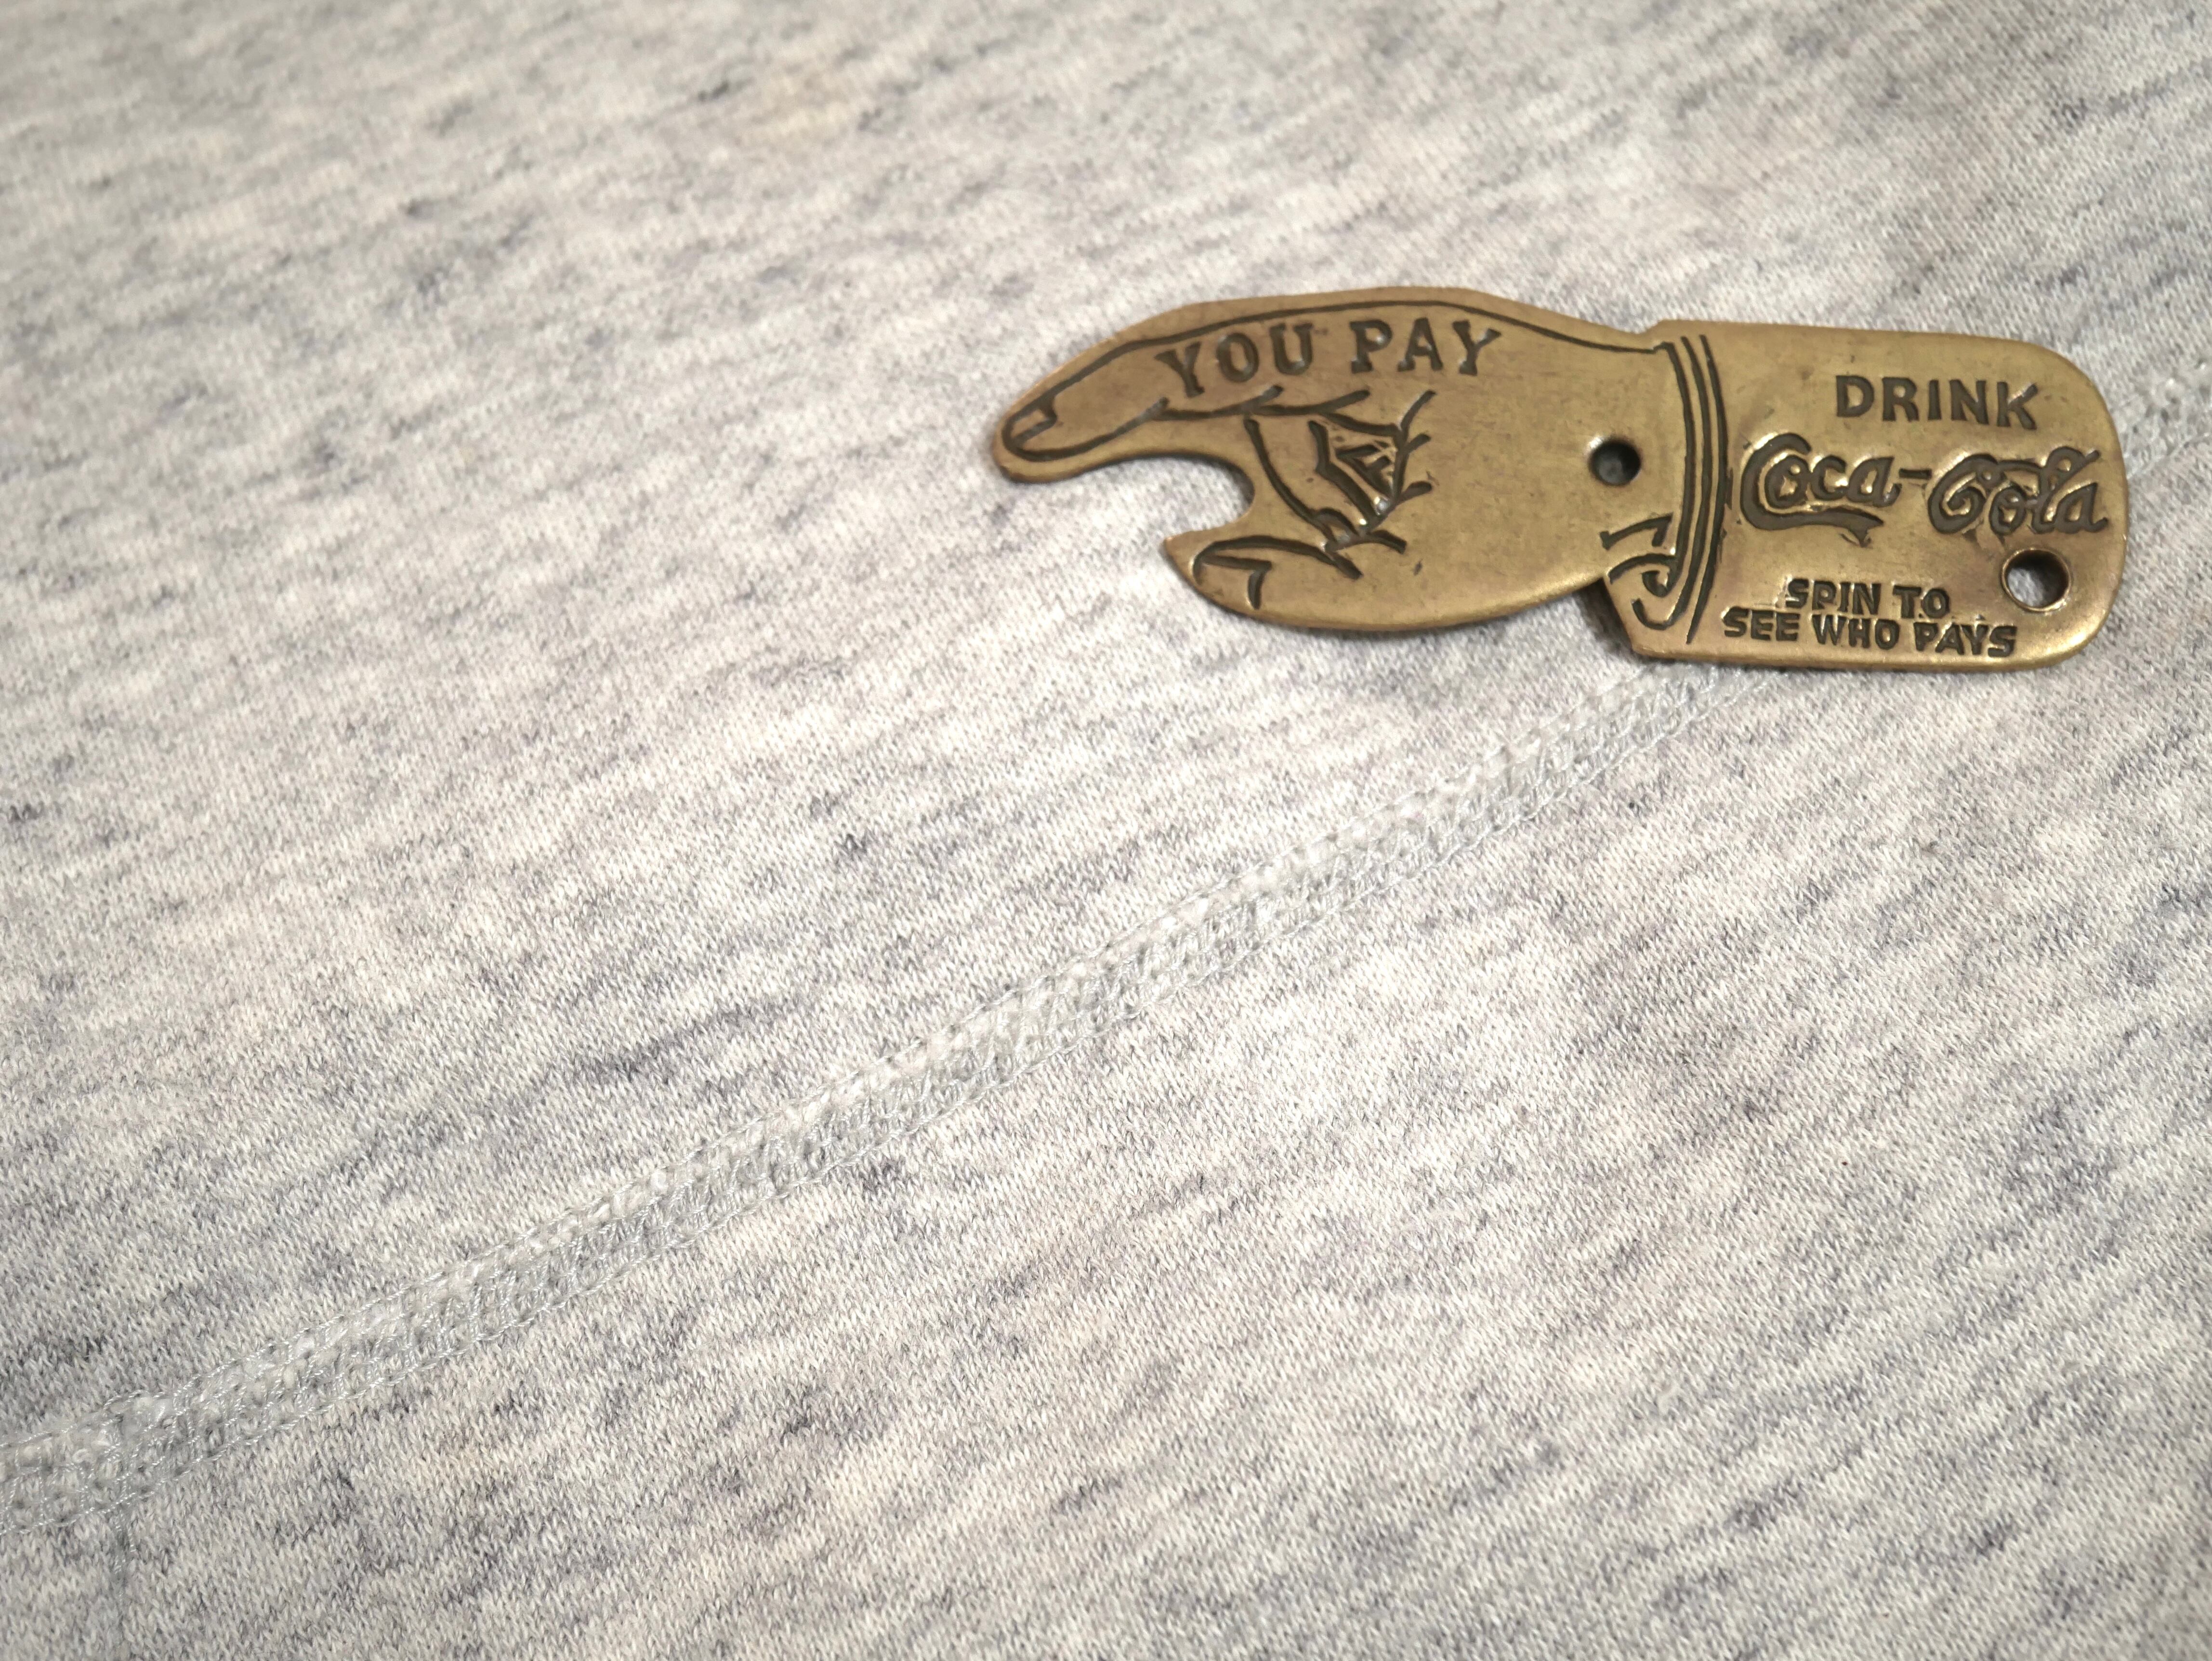 YOU PAY
DRINK
Coca-Cola
SPIN TO
SEE WHO PAYS